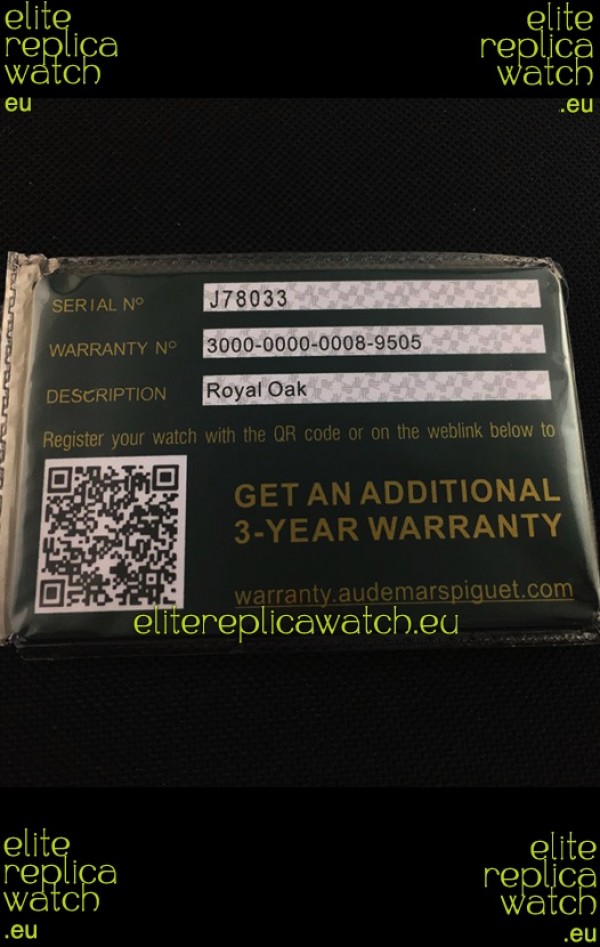 elite
replica
watch
eu
elite
replica
watch
.eu
SERIAL Nº J78033
WARRANTY Nº 3000-0000-0008-9505
DESCRIPTION Royal Oak
Register your watch with the QR code or on the weblink below to
GET AN ADDITIONAL
3-YEAR WARRANTY
warranty.audemarspiguet.com
elitereplicawatch.eu
elite
replica
watch
.eu
elite
replica
watch
.eu